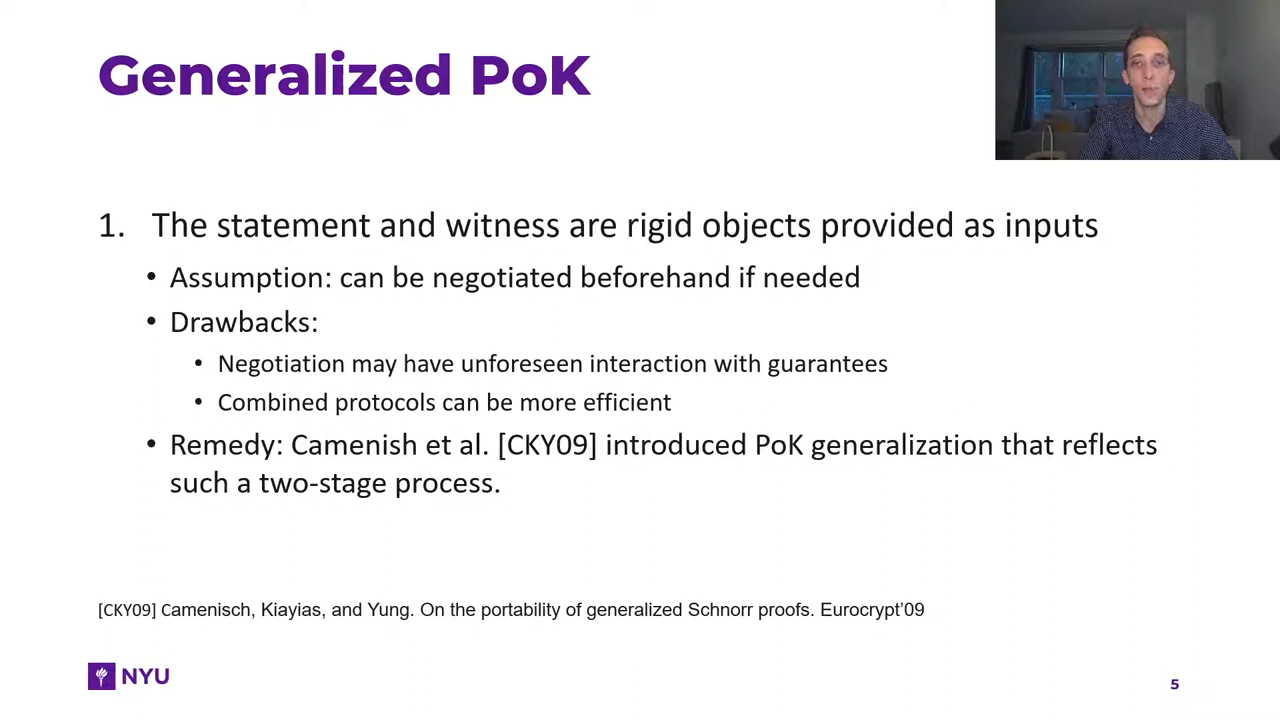 Generalized PoK
1. The statement and witness are rigid objects provided as inputs
• Assumption: can be negotiated beforehand if needed
• Drawbacks:
• Negotiation may have unforeseen interaction with guarantees
• Combined protocols can be more efficient
• Remedy: Camenish et al. [CKY09] introduced PoK generalization that reflects
such a two-stage process.
[CKY09] Camenisch, Kiayias, and Yung. On the portability of generalized Schnorr proofs. Eurocrypt’09
NYU
5